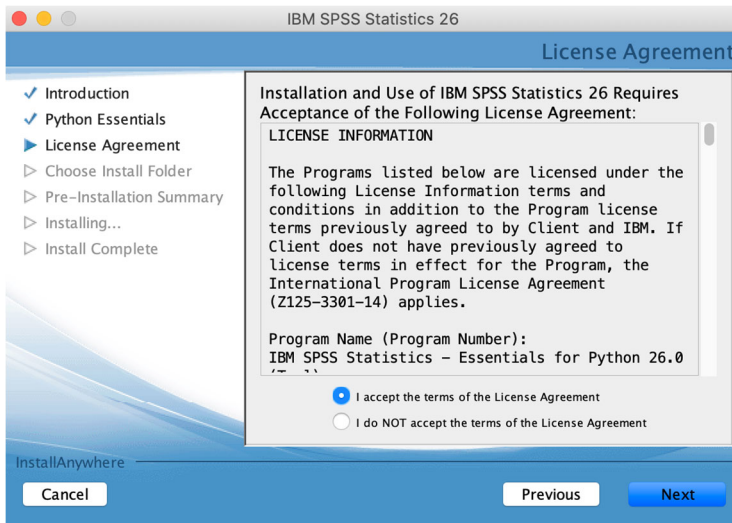 IBM SPSS Statistics 26
License Agreement
Introduction
Python Essentials
License Agreement
Choose Install Folder
Pre-Installation Summary
Installing...
Install Complete
Installation and Use of IBM SPSS Statistics 26 Requires
Acceptance of the Following License Agreement:
LICENSE INFORMATION
The Programs listed below are licensed under the
following License Information terms and
conditions in addition to the Program license
terms previously agreed to by Client and IBM. If
Client does not have previously agreed to
license terms in effect for the Program, the
International Program License Agreement
(Z125-3301-14) applies.
Program Name (Program Number):
IBM SPSS Statistics - Essentials for Python 26.0
I accept the terms of the License Agreement
I do NOT accept the terms of the License Agreement
InstallAnywhere
Cancel
Previous
Next